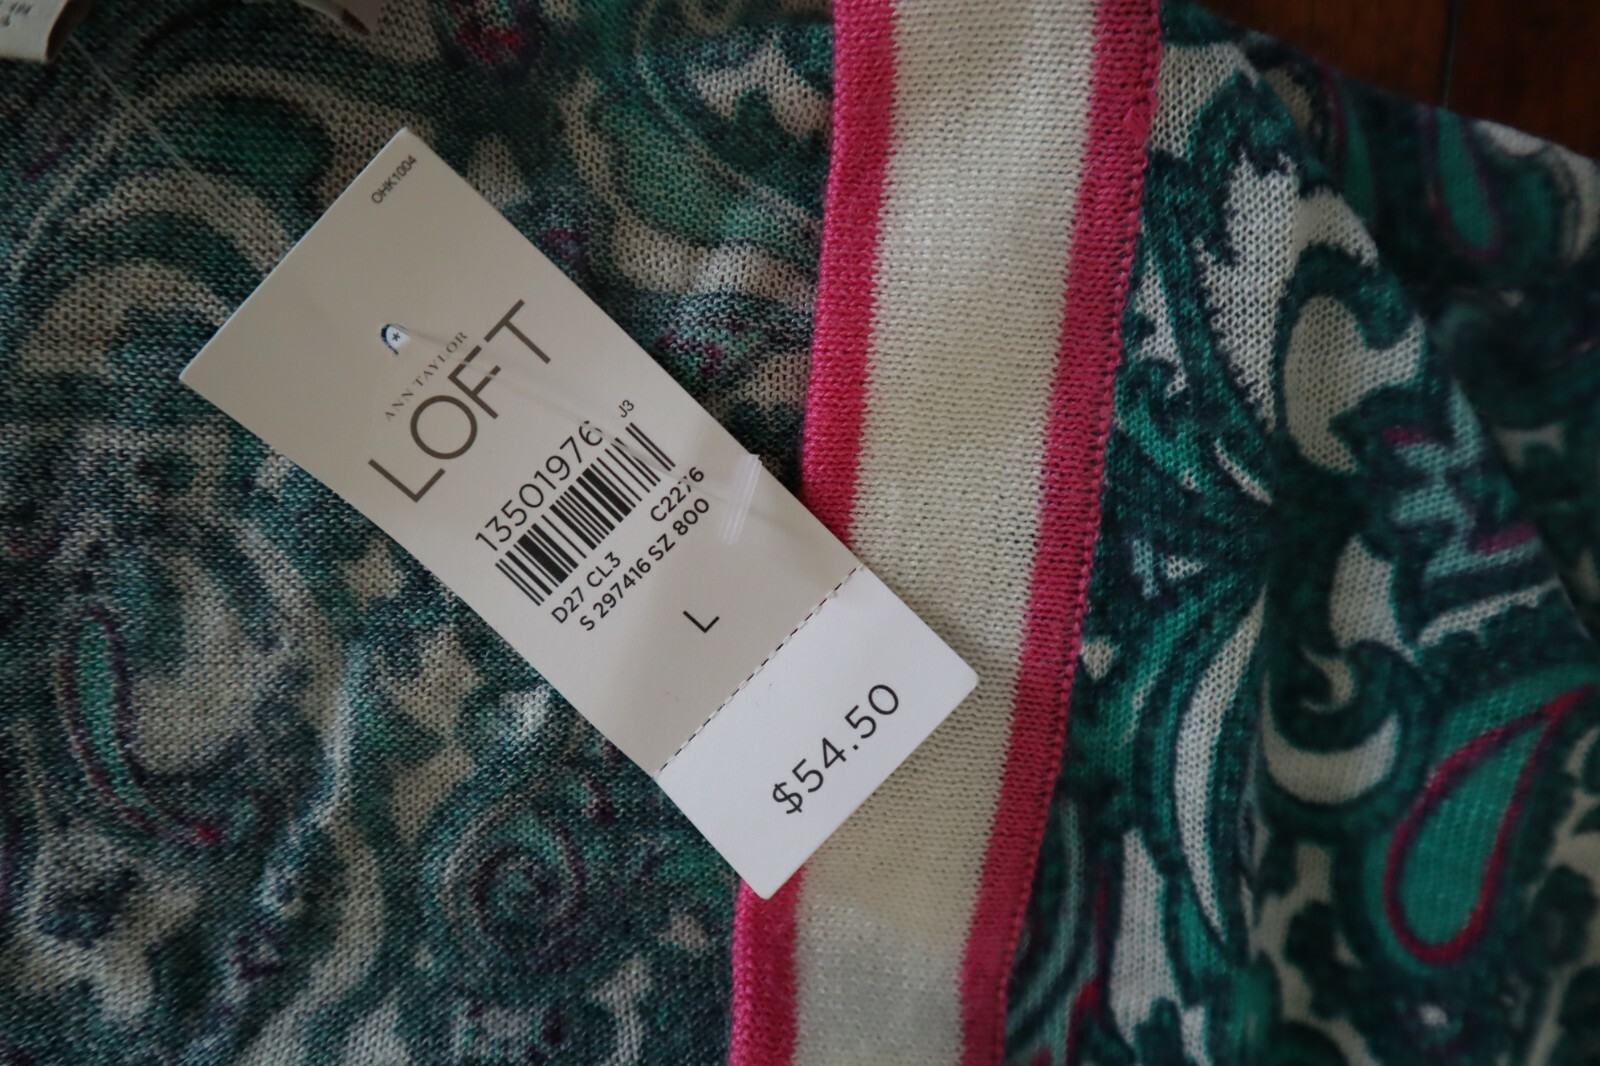 OHK1004
ANN TAYLOR
LOFT
J3
13501976
D27 CL3 C2276
S 297416 SZ 800
L
$54.50